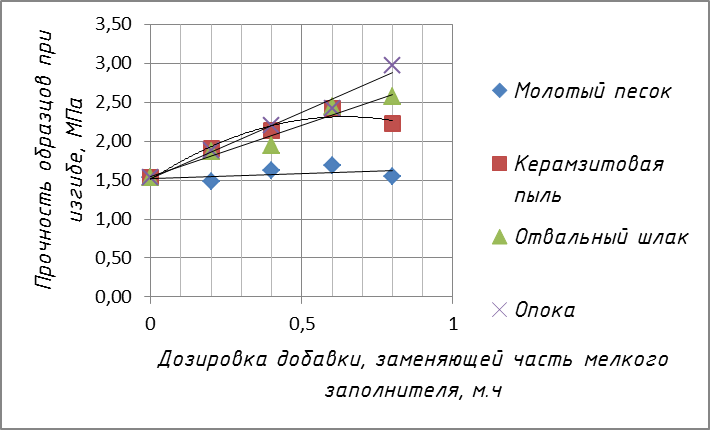 Прочность образцов при
изгибе, МПа
3,50
3,00
2,50
2,00
1,50
1,00
0,50
0,00
0
0,5
1
Дозировка добавки, заменяющей часть мелкого
заполнителя, м.ч
Молотый песок
Керамзитовая
пыль
Отвальный шлак
Опока